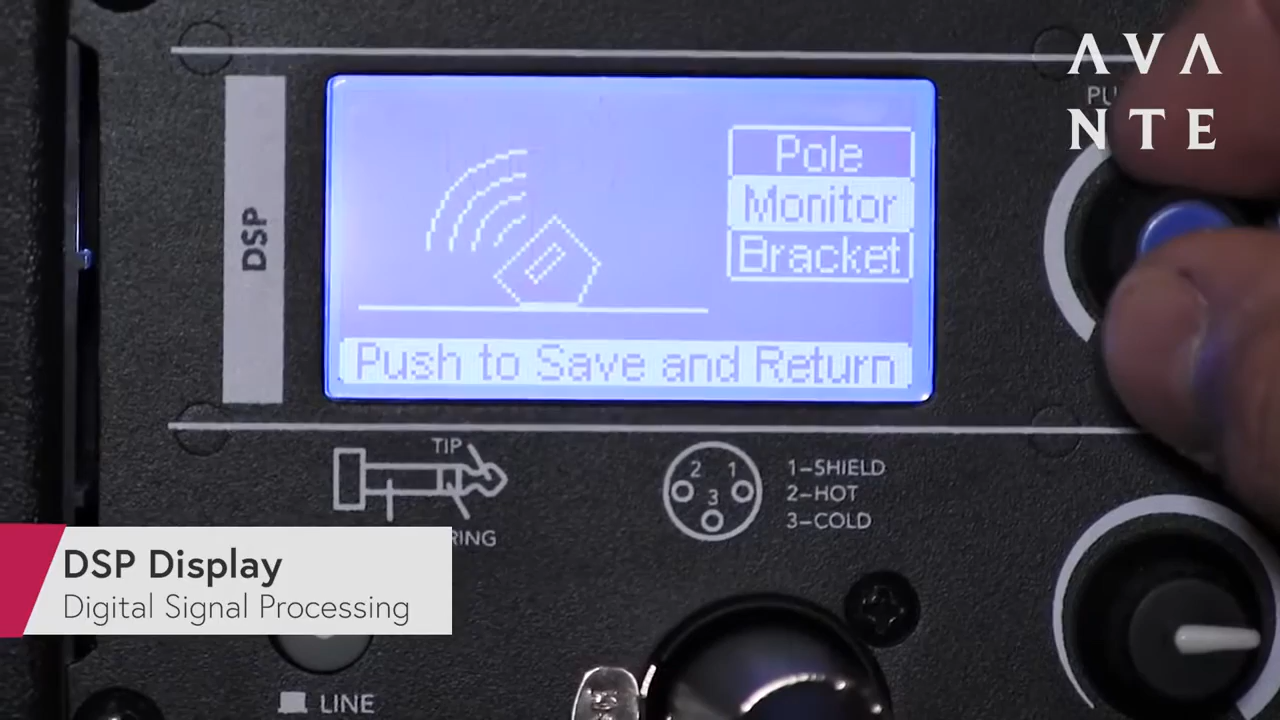 AVA
NTE
PU
DSP
Pole
Monitor
Bracket
Push to Save and Return
TIP
RING
2 1
3
1-SHIELD
2-HOT
3-COLD
DSP Display
Digital Signal Processing
LINE